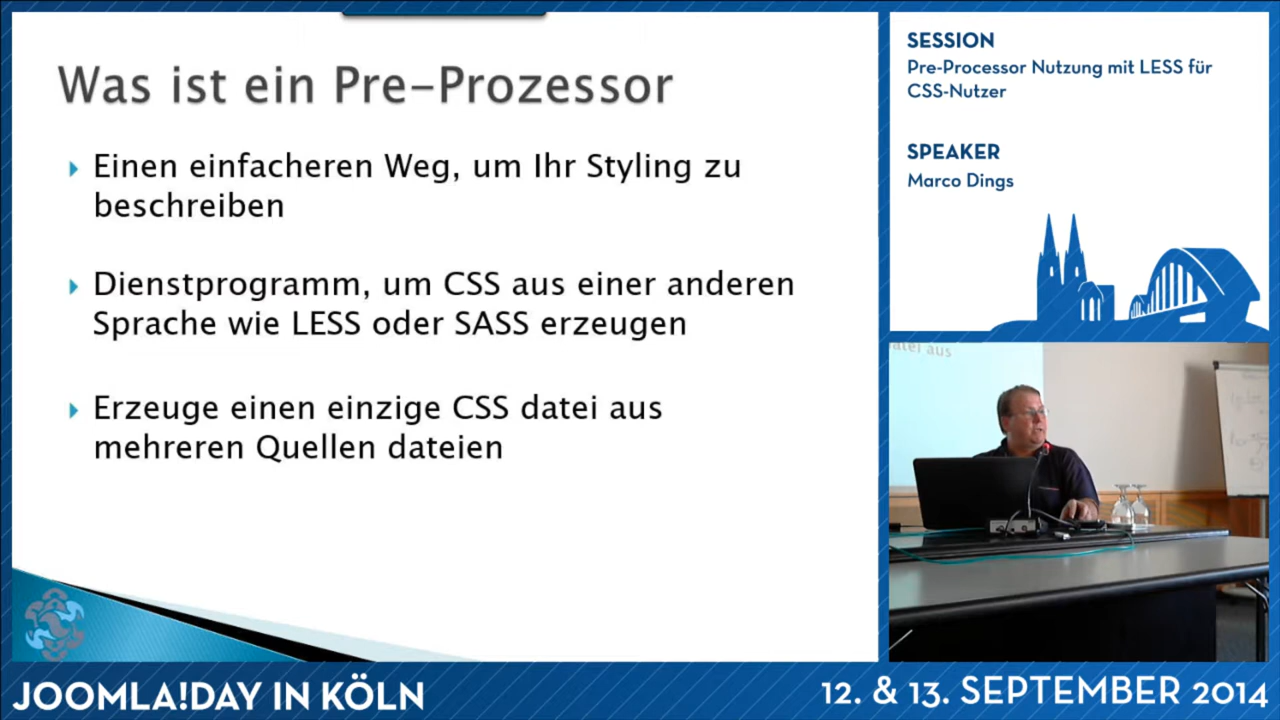 Was ist ein Pre-Prozessor
Einen einfacheren Weg, um Ihr Styling zu
beschreiben
Dienstprogramm, um CSS aus einer anderen
Sprache wie LESS oder SASS erzeugen
Erzeuge einen einzige CSS datei aus
mehreren Quellen dateien
SESSION
Pre-Processor Nutzung mit LESS für
CSS-Nutzer
SPEAKER
Marco Dings
datei aus
JOOMLA!DAY IN KÖLN
12. & 13. SEPTEMBER 2014